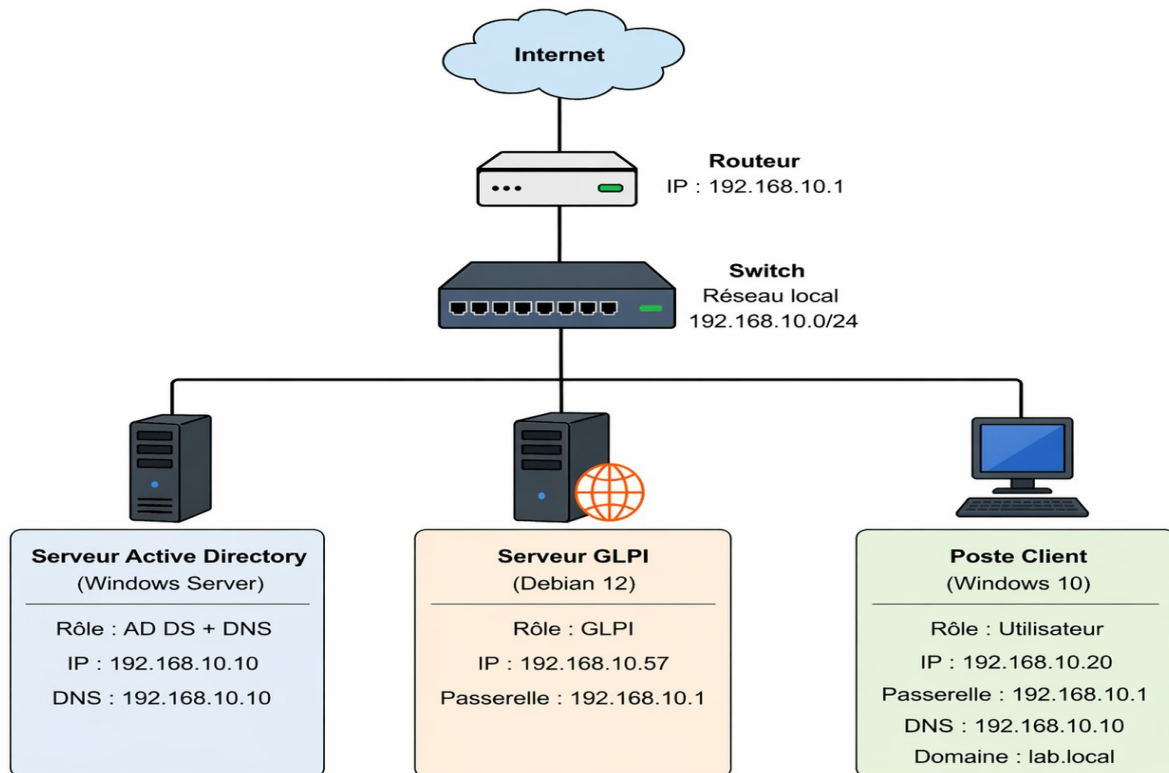 Internet
Routeur
IP : 192.168.10.1
Switch
Réseau local
192.168.10.0/24
Serveur Active Directory
(Windows Server)
Rôle : AD DS + DNS
IP : 192.168.10.10
DNS : 192.168.10.10
Serveur GLPI
(Debian 12)
Rôle : GLPI
IP : 192.168.10.57
Passerelle : 192.168.10.1
Poste Client
(Windows 10)
Rôle : Utilisateur
IP : 192.168.10.20
Passerelle : 192.168.10.1
DNS : 192.168.10.10
Domaine : lab.local